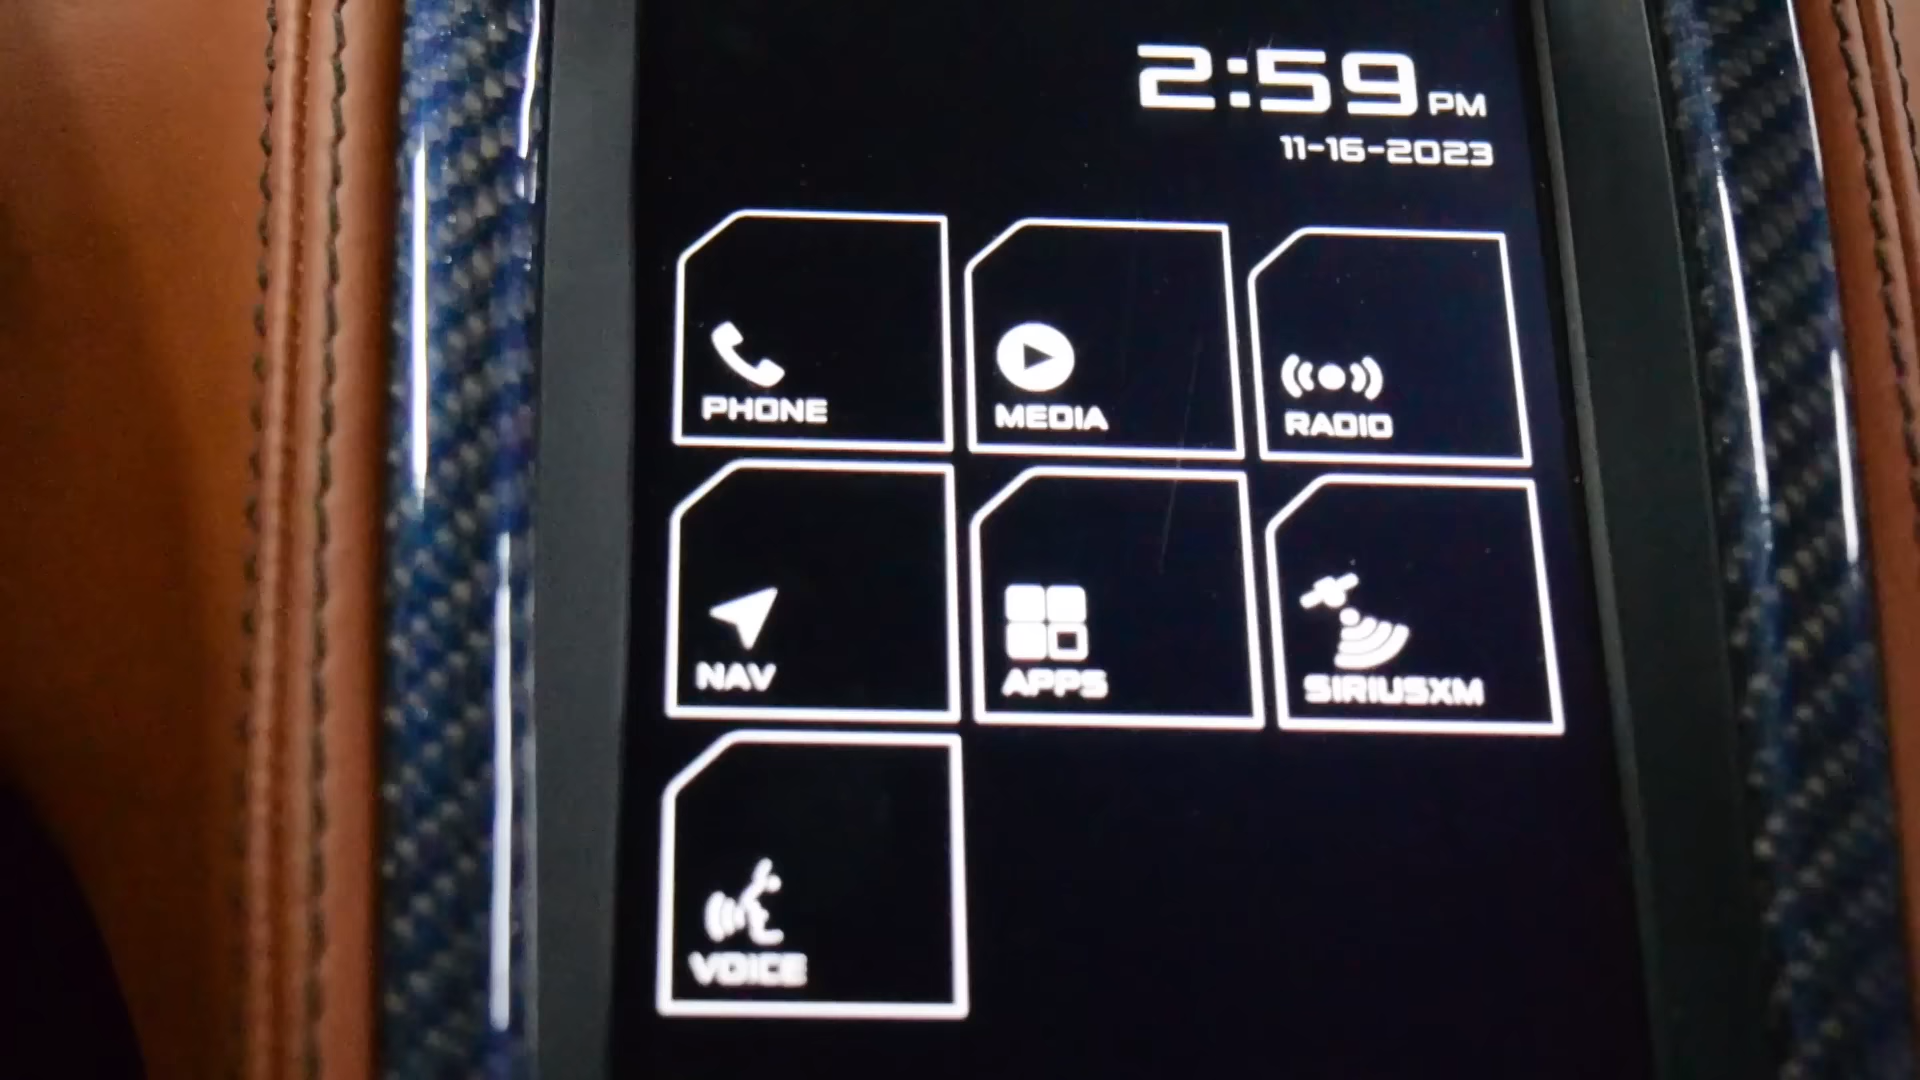 2:59 PM
11-16-2023
PHONE
MEDIA
RADIO
NAV
APPS
SIRIUSXM
VOICE